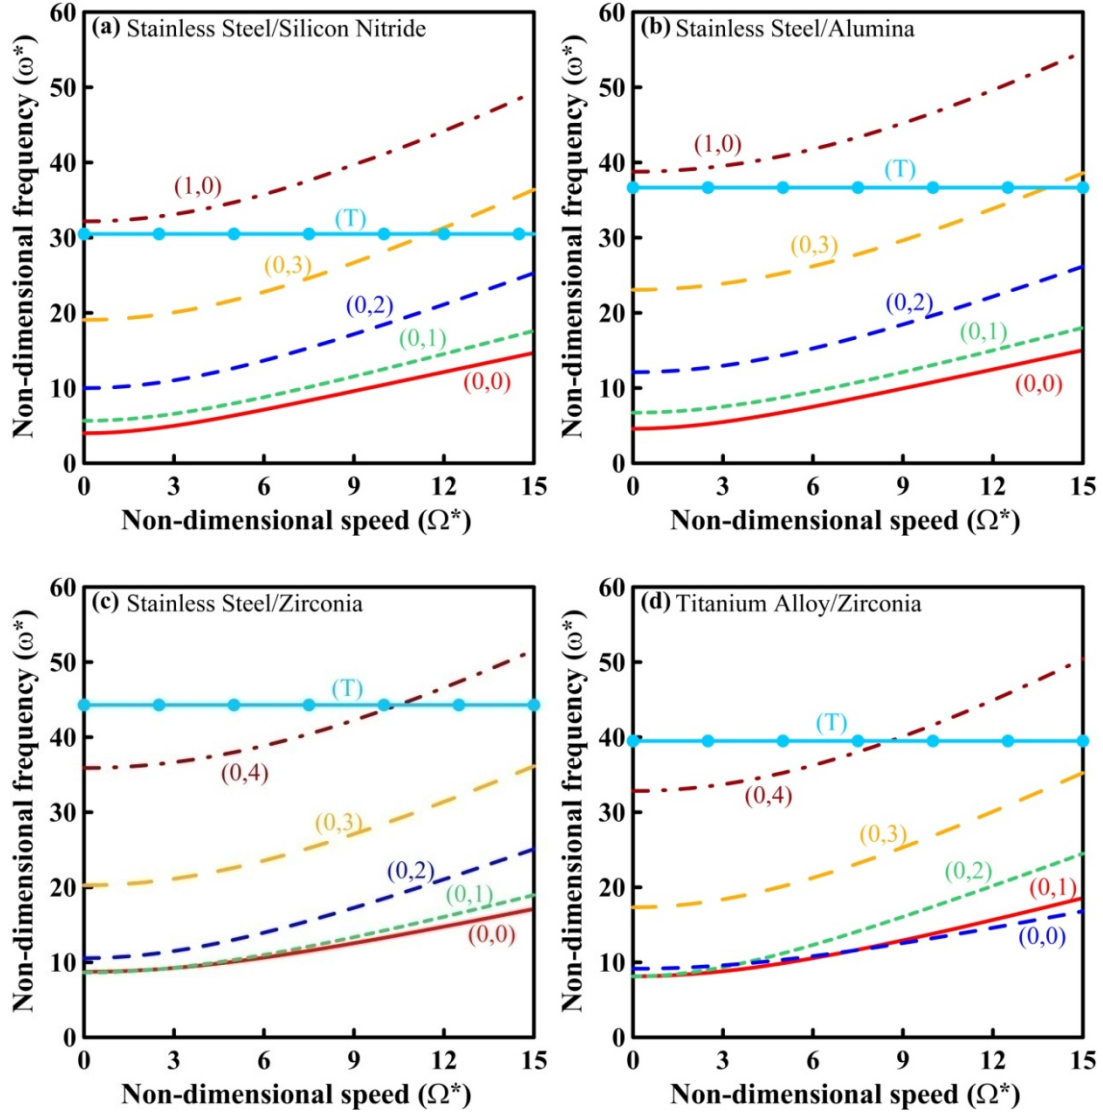 (a) Stainless Steel/Silicon Nitride
Non-dimensional frequency (ω*)
60
50
40
30
20
10
0
(1,0)
(T)
(0,3)
(0,2)
(0,1)
(0,0)
0 3 6 9 12 15
Non-dimensional speed (Ω*)
(b) Stainless Steel/Alumina
Non-dimensional frequency (ω*)
60
50
40
30
20
10
0
(1,0)
(T)
(0,3)
(0,2)
(0,1)
(0,0)
0 3 6 9 12 15
Non-dimensional speed (Ω*)
(c) Stainless Steel/Zirconia
Non-dimensional frequency (ω*)
60
50
40
30
20
10
0
(T)
(0,4)
(0,3)
(0,2)
(0,1)
(0,0)
0 3 6 9 12 15
Non-dimensional speed (Ω*)
(d) Titanium Alloy/Zirconia
Non-dimensional frequency (ω*)
60
50
40
30
20
10
0
(T)
(0,4)
(0,3)
(0,2)
(0,1)
(0,0)
0 3 6 9 12 15
Non-dimensional speed (Ω*)